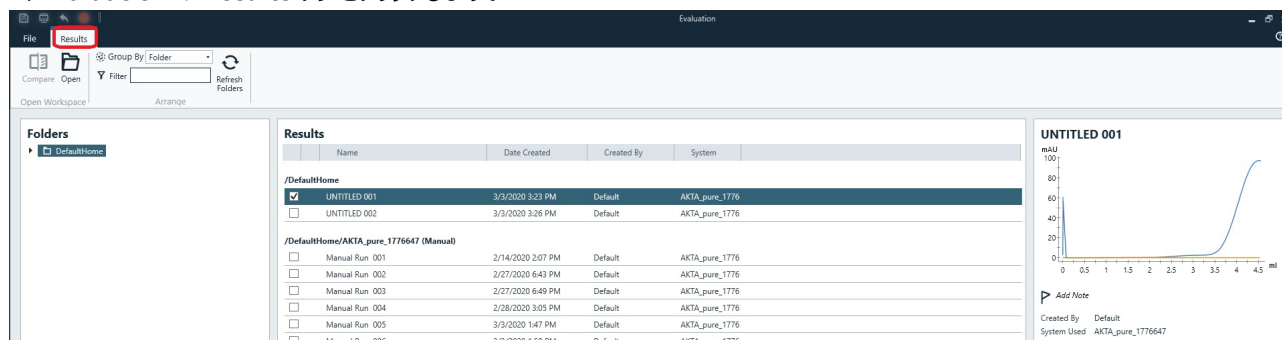 Evaluation
File Results
Compare Open
Group By Folder
Filter
Refresh Folders
Open Workspace Arrange
Folders
DefaultHome
Results
Name Date Created Created By System
/DefaultHome
UNTITLED 001 3/3/2020 3:23 PM Default AKTA_pure_1776
UNTITLED 002 3/3/2020 3:26 PM Default AKTA_pure_1776
/DefaultHome/AKTA_pure_1776647 (Manual)
Manual Run 001 2/14/2020 2:07 PM Default AKTA_pure_1776
Manual Run 002 2/27/2020 6:43 PM Default AKTA_pure_1776
Manual Run 003 2/27/2020 6:49 PM Default AKTA_pure_1776
Manual Run 004 2/28/2020 3:05 PM Default AKTA_pure_1776
Manual Run 005 3/3/2020 1:47 PM Default AKTA_pure_1776
UNTITLED 001
mAU
100
80
60
40
20
0
0 0.5 1 1.5 2 2.5 3 3.5 4 4.5 ml
Add Note
Created By Default
System Used AKTA_pure_1776647